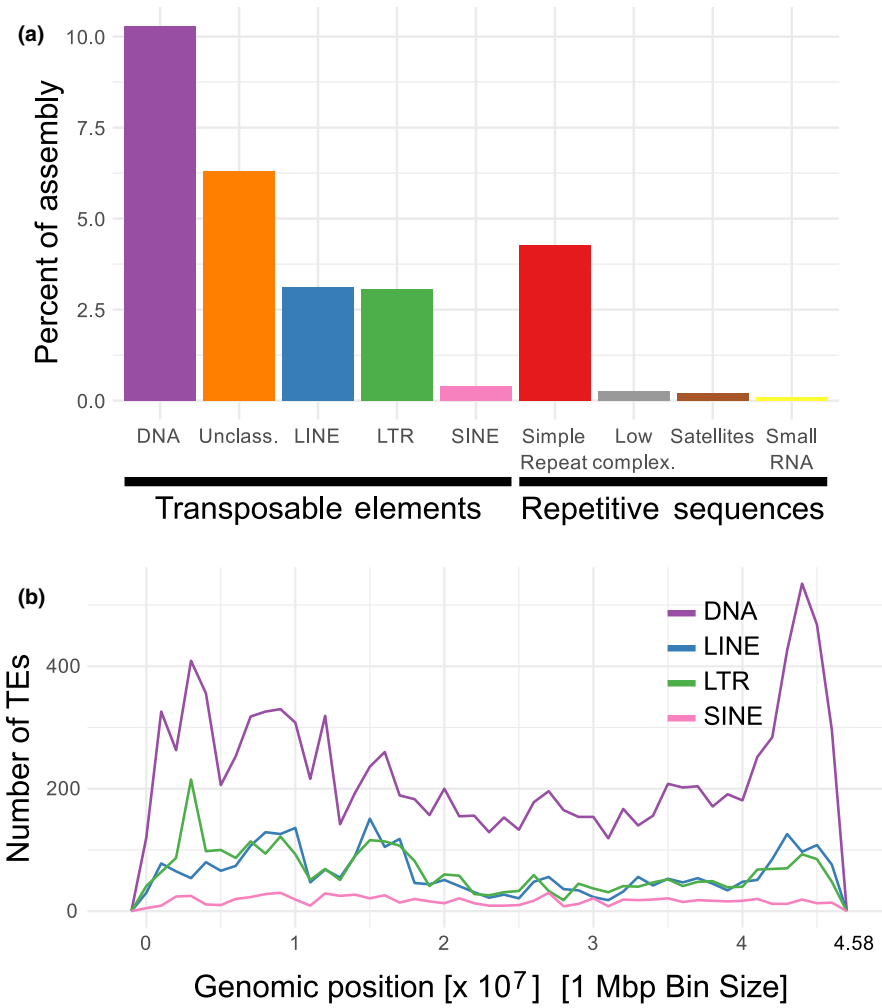 (a)
Percent of assembly
10.0
7.5
5.0
2.5
0.0
DNA
Unclass.
LINE
LTR
SINE
Simple
Repeat
Low
complex.
Satellites
Small
RNA
Transposable elements
Repetitive sequences
(b)
Number of TEs
400
200
0
DNA
LINE
LTR
SINE
0
1
2
3
4
4.58
Genomic position [x 10⁷] [1 Mbp Bin Size]